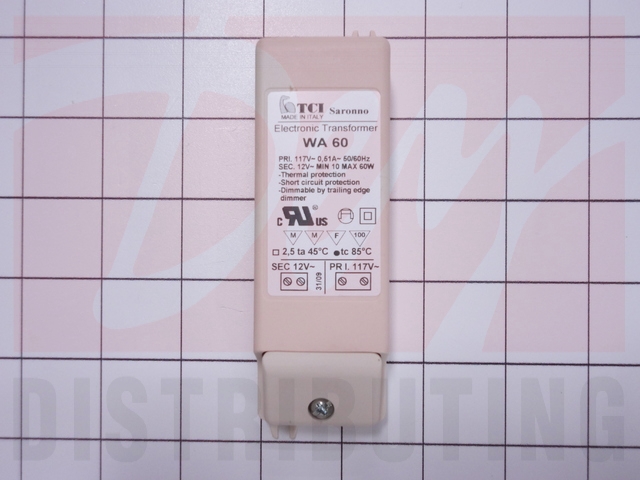 TCI Saronno
MADE IN ITALY
Electronic Transformer
WA 60
PRI. 117V~ 0,51A~ 50/60Hz
SEC. 12V~ MIN 10 MAX 60W
-Thermal protection
-Short circuit protection
-Dimmable by trailing edge
dimmer
c RU ® US
M M F 100
2,5 ta 45°C tc 85°C
SEC 12V~ PRI. 117V~
31/09
DISTRIBUTING